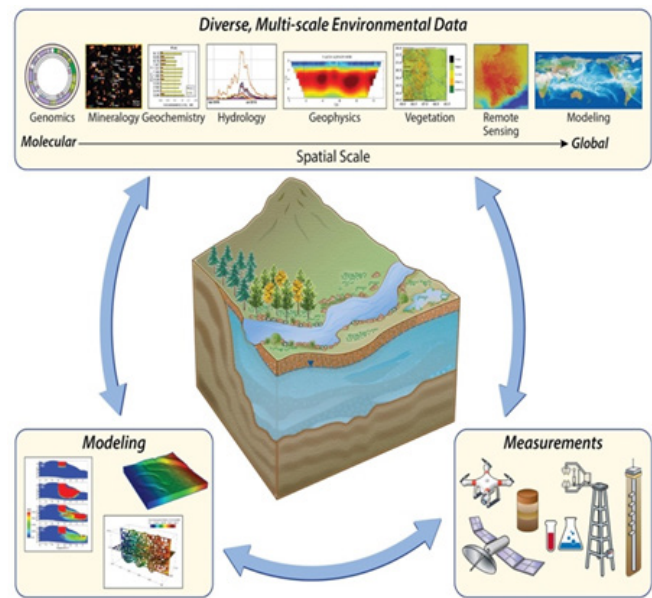 Diverse, Multi-scale Environmental Data
Genomics Mineralogy Geochemistry Hydrology Geophysics Vegetation Remote Sensing Modeling
Molecular Global
Spatial Scale
Modeling
Measurements